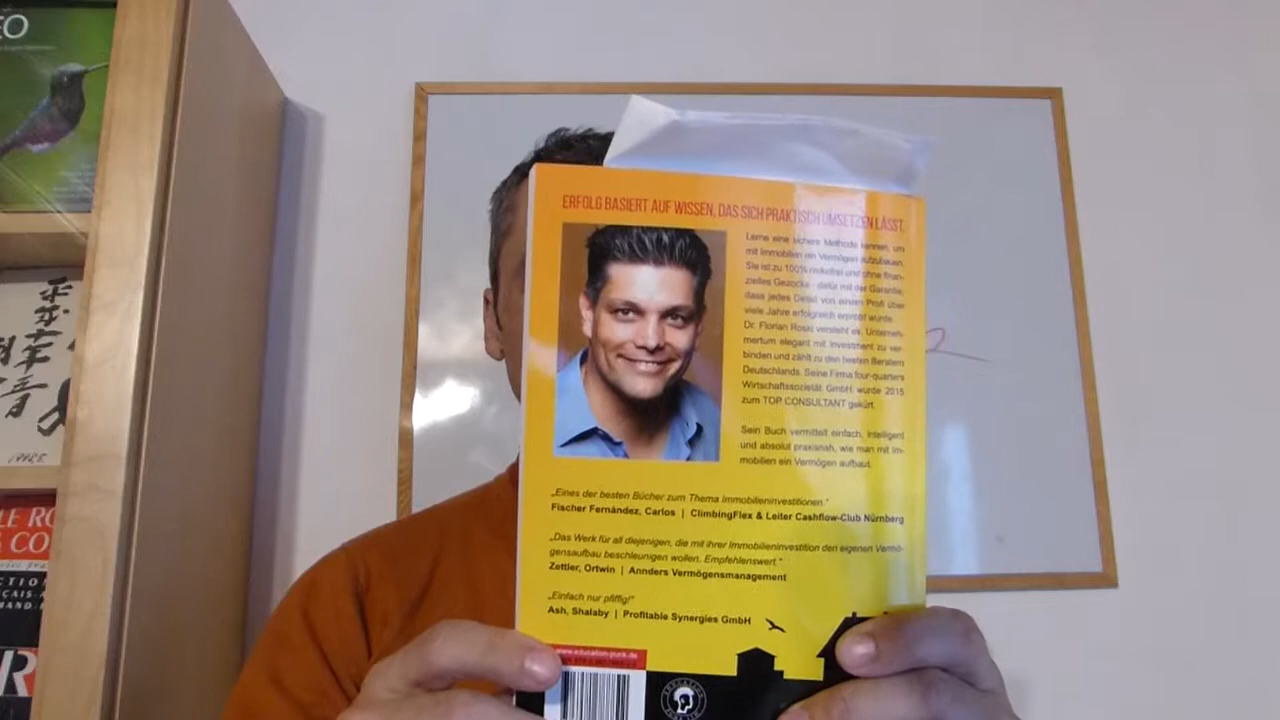 EO
ERFOLG BASIERT AUF WISSEN, DAS SICH PRAKTISCH UMSETZEN LÄSST.
Lerne eine sichere Methode kennen, um
mit Immobilien ein Vermögen aufzubauen.
Sie ist zu 100% risikofrei und ohne finan-
zielles Gezocke - dafür mit der Garantie,
dass jedes Detail von einem Profi über
viele Jahre erfolgreich erprobt wurde.
Dr. Florian Roski versteht es, Unterneh-
mertum elegant mit Investment zu ver-
binden und zählt zu den besten Beratern
Deutschlands. Seine Firma four-quarters
Wirtschaftssozietät GmbH, wurde 2015
zum TOP CONSULTANT gekürt.
Sein Buch vermittelt einfach, intelligent
und absolut praxisnah, wie man mit Im-
mobilien ein Vermögen aufbaut.
„Eines der besten Bücher zum Thema Immobilieninvestitionen.“
Fischer Fernández, Carlos | ClimbingFlex & Leiter Cashflow-Club Nürnberg
„Das Werk für all diejenigen, die mit ihrer Immobilieninvestition den eigenen Vermö-
gensaufbau beschleunigen wollen. Empfehlenswert.“
Zettler, Ortwin | Annders Vermögensmanagement
„Einfach nur pfiffig!“
Ash, Shalaby | Profitable Synergies GmbH
www.education-punk.de
LE RO
CO